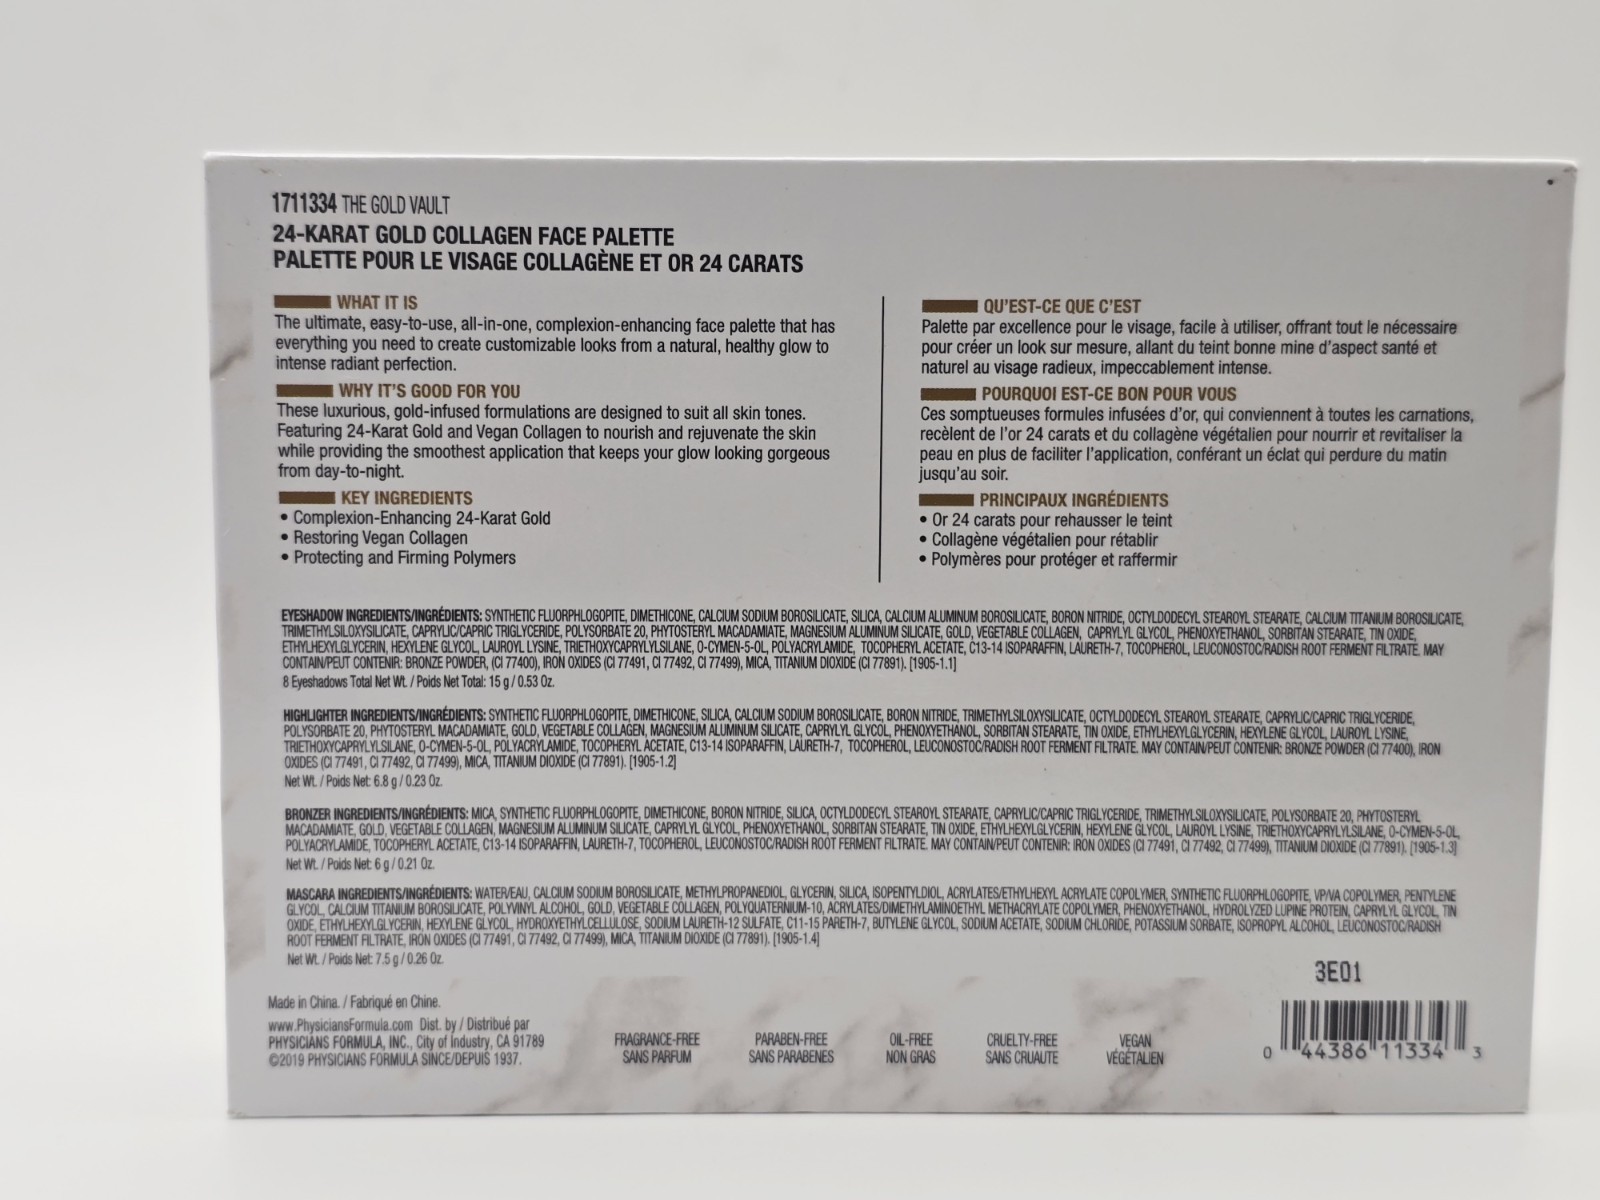 1711334 THE GOLD VAULT
24-KARAT GOLD COLLAGEN FACE PALETTE
PALETTE POUR LE VISAGE COLLAGÈNE ET OR 24 CARATS
WHAT IT IS
The ultimate, easy-to-use, all-in-one, complexion-enhancing face palette that has
everything you need to create customizable looks from a natural, healthy glow to
intense radiant perfection.
WHY IT'S GOOD FOR YOU
These luxurious, gold-infused formulations are designed to suit all skin tones.
Featuring 24-Karat Gold and Vegan Collagen to nourish and rejuvenate the skin
while providing the smoothest application that keeps your glow looking gorgeous
from day-to-night.
KEY INGREDIENTS
• Complexion-Enhancing 24-Karat Gold
• Restoring Vegan Collagen
• Protecting and Firming Polymers
QU'EST-CE QUE C'EST
Palette par excellence pour le visage, facile à utiliser, offrant tout le nécessaire
pour créer un look sur mesure, allant du teint bonne mine d'aspect santé et
naturel au visage radieux, impeccablement intense.
POURQUOI EST-CE BON POUR VOUS
Ces somptueuses formules infusées d'or, qui conviennent à toutes les carnations,
recèlent de l'or 24 carats et du collagène végétalien pour nourrir et revitaliser la
peau en plus de faciliter l'application, conférant un éclat qui perdure du matin
jusqu'au soir.
PRINCIPAUX INGRÉDIENTS
• Or 24 carats pour rehausser le teint
• Collagène végétalien pour rétablir
• Polymères pour protéger et raffermir
EYESHADOW INGREDIENTS/INGRÉDIENTS: SYNTHETIC FLUORPHLOGOPITE, DIMETHICONE, CALCIUM SODIUM BOROSILICATE, SILICA, CALCIUM ALUMINUM BOROSILICATE, BORON NITRIDE, OCTYLDODECYL STEAROYL STEARATE, CALCIUM TITANIUM BOROSILICATE,
TRIMETHYLSILOXYSILICATE, CAPRYLIC/CAPRIC TRIGLYCERIDE, POLYSORBATE 20, PHYTOSTERYL MACADAMIATE, MAGNESIUM ALUMINUM SILICATE, GOLD, VEGETABLE COLLAGEN, CAPRYLYL GLYCOL, PHENOXYETHANOL, SORBITAN STEARATE, TIN OXIDE,
ETHYLHEXYLGLYCERIN, HEXYLENE GLYCOL, LAUROYL LYSINE, TRIETHOXYCAPRYLYLSILANE, O-CYMEN-5-OL, POLYACRYLAMIDE, TOCOPHERYL ACETATE, C13-14 ISOPARAFFIN, LAURETH-7, TOCOPHEROL, LEUCONOSTOC/RADISH ROOT FERMENT FILTRATE. MAY
CONTAIN/PEUT CONTENIR: BRONZE POWDER, (CI 77400), IRON OXIDES (CI 77491, CI 77492, CI 77499), MICA, TITANIUM DIOXIDE (CI 77891). [1905-1.1]
8 Eyeshadows Total Net Wt. / Poids Net Total: 15 g / 0.53 Oz.
HIGHLIGHTER INGREDIENTS/INGRÉDIENTS: SYNTHETIC FLUORPHLOGOPITE, DIMETHICONE, SILICA, CALCIUM SODIUM BOROSILICATE, BORON NITRIDE, TRIMETHYLSILOXYSILICATE, OCTYLDODECYL STEAROYL STEARATE, CAPRYLIC/CAPRIC TRIGLYCERIDE,
POLYSORBATE 20, PHYTOSTERYL MACADAMIATE, GOLD, VEGETABLE COLLAGEN, MAGNESIUM ALUMINUM SILICATE, CAPRYLYL GLYCOL, PHENOXYETHANOL, SORBITAN STEARATE, TIN OXIDE, ETHYLHEXYLGLYCERIN, HEXYLENE GLYCOL, LAUROYL LYSINE,
TRIETHOXYCAPRYLYLSILANE, O-CYMEN-5-OL, POLYACRYLAMIDE, TOCOPHERYL ACETATE, C13-14 ISOPARAFFIN, LAURETH-7, TOCOPHEROL, LEUCONOSTOC/RADISH ROOT FERMENT FILTRATE. MAY CONTAIN/PEUT CONTENIR: BRONZE POWDER (CI 77400), IRON
OXIDES (CI 77491, CI 77492, CI 77499), MICA, TITANIUM DIOXIDE (CI 77891). [1905-1.2]
Net Wt. / Poids Net: 6.8 g / 0.23 Oz.
BRONZER INGREDIENTS/INGRÉDIENTS: MICA, SYNTHETIC FLUORPHLOGOPITE, DIMETHICONE, BORON NITRIDE, SILICA, OCTYLDODECYL STEAROYL STEARATE, CAPRYLIC/CAPRIC TRIGLYCERIDE, TRIMETHYLSILOXYSILICATE, POLYSORBATE 20, PHYTOSTERYL
MACADAMIATE, GOLD, VEGETABLE COLLAGEN, MAGNESIUM ALUMINUM SILICATE, CAPRYLYL GLYCOL, PHENOXYETHANOL, SORBITAN STEARATE, TIN OXIDE, ETHYLHEXYLGLYCERIN, HEXYLENE GLYCOL, LAUROYL LYSINE, TRIETHOXYCAPRYLYLSILANE, O-CYMEN-5-OL,
POLYACRYLAMIDE, TOCOPHERYL ACETATE, C13-14 ISOPARAFFIN, LAURETH-7, TOCOPHEROL, LEUCONOSTOC/RADISH ROOT FERMENT FILTRATE. MAY CONTAIN/PEUT CONTENIR: IRON OXIDES (CI 77491, CI 77492, CI 77499), TITANIUM DIOXIDE (CI 77891). [1905-1.3]
Net Wt. / Poids Net: 6 g / 0.21 Oz.
MASCARA INGREDIENTS/INGRÉDIENTS: WATER/EAU, CALCIUM SODIUM BOROSILICATE, METHYLPROPANEDIOL, GLYCERIN, SILICA, ISOPENTYLDIOL, ACRYLATES/ETHYLHEXYL ACRYLATE COPOLYMER, SYNTHETIC FLUORPHLOGOPITE, VP/VA COPOLYMER, PENTYLENE
GLYCOL, CALCIUM TITANIUM BOROSILICATE, POLYVINYL ALCOHOL, GOLD, VEGETABLE COLLAGEN, POLYQUATERNIUM-10, ACRYLATES/DIMETHYLAMINOETHYL METHACRYLATE COPOLYMER, PHENOXYETHANOL, HYDROLYZED LUPINE PROTEIN, CAPRYLYL GLYCOL, TIN
OXIDE, ETHYLHEXYLGLYCERIN, HEXYLENE GLYCOL, HYDROXYETHYLCELLULOSE, SODIUM LAURETH-12 SULFATE, C11-15 PARETH-7, BUTYLENE GLYCOL, SODIUM ACETATE, SODIUM CHLORIDE, POTASSIUM SORBATE, ISOPROPYL ALCOHOL, LEUCONOSTOC/RADISH
ROOT FERMENT FILTRATE, IRON OXIDES (CI 77491, CI 77492, CI 77499), MICA, TITANIUM DIOXIDE (CI 77891). [1905-1.4]
Net Wt. / Poids Net: 7.5 g / 0.26 Oz.
Made in China. / Fabriqué en Chine.
www.PhysiciansFormula.com Dist. by / Distribué par
PHYSICIANS FORMULA, INC., City of Industry, CA 91789
©2019 PHYSICIANS FORMULA SINCE/DEPUIS 1937.
FRAGRANCE-FREE
SANS PARFUM
PARABEN-FREE
SANS PARABENES
OIL-FREE
NON GRAS
CRUELTY-FREE
SANS CRUAUTE
VEGAN
VÉGÉTALIEN
3E01
0 44386 11334 3